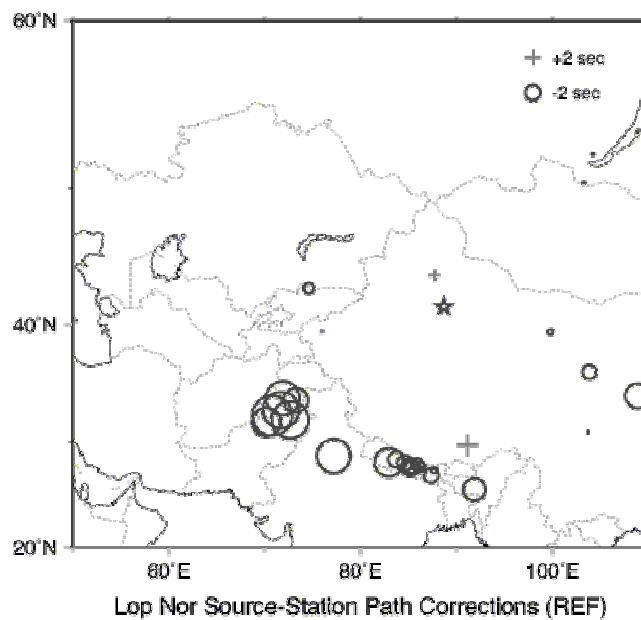 60°N
+2 sec
-2 sec
40°N
20°N
60°E 80°E 100°E
Lop Nor Source-Station Path Corrections (REF)